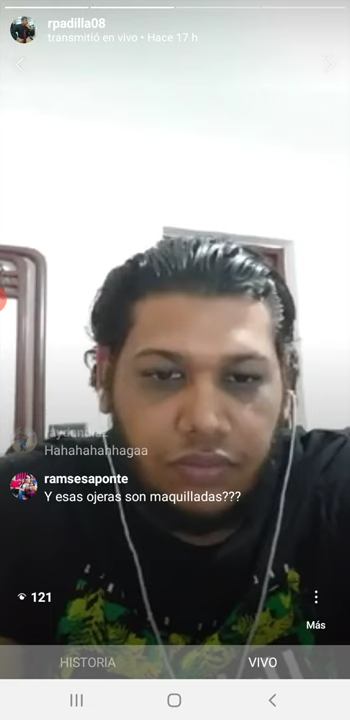 rpadilla08
transmitió en vivo • Hace 17 h
Hahahahahhagaa
ramsesaponte
Y esas ojeras son maquilladas???
121
Más
HISTORIA
VIVO